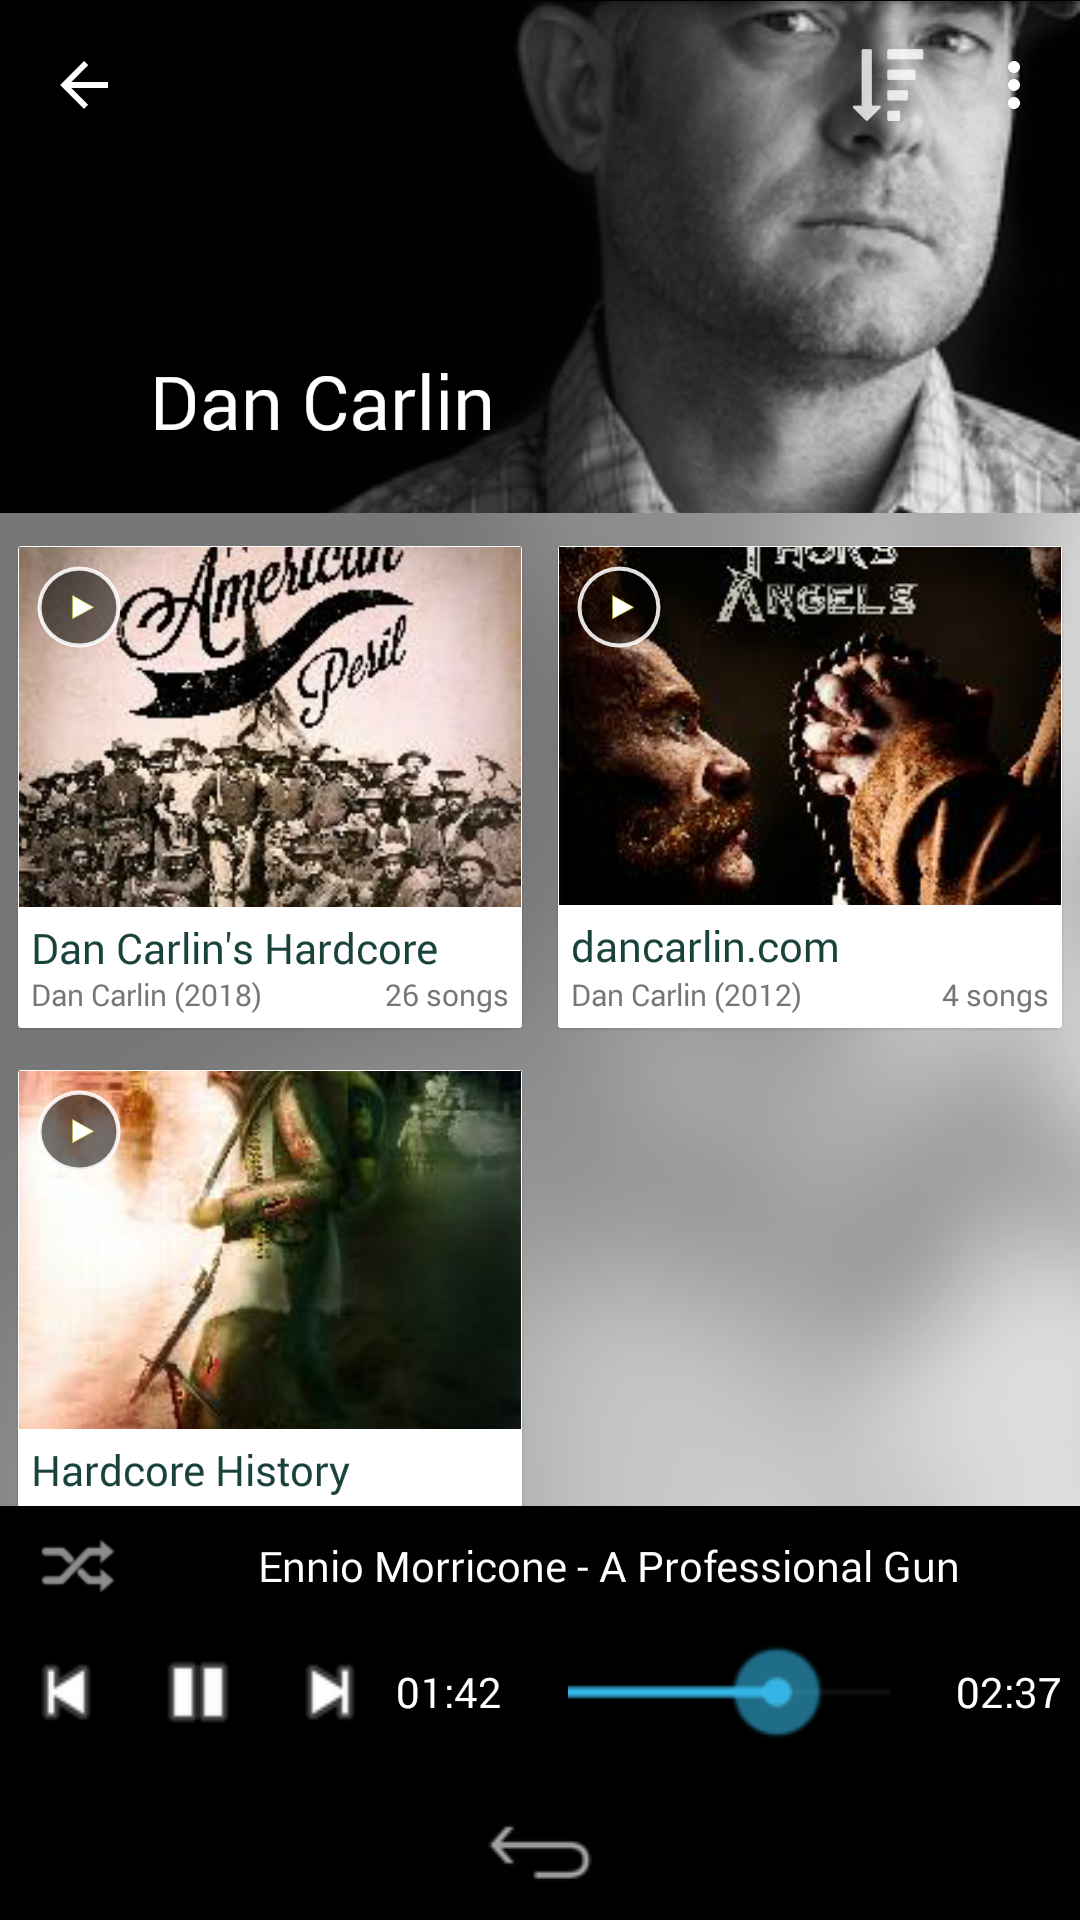 Dan Carlin
American
Peril
THOR'S
ANGELS
Dan Carlin's Hardcore
Dan Carlin (2018) 26 songs
dancarlin.com
Dan Carlin (2012) 4 songs
Hardcore History
Ennio Morricone - A Professional Gun
01:42 02:37